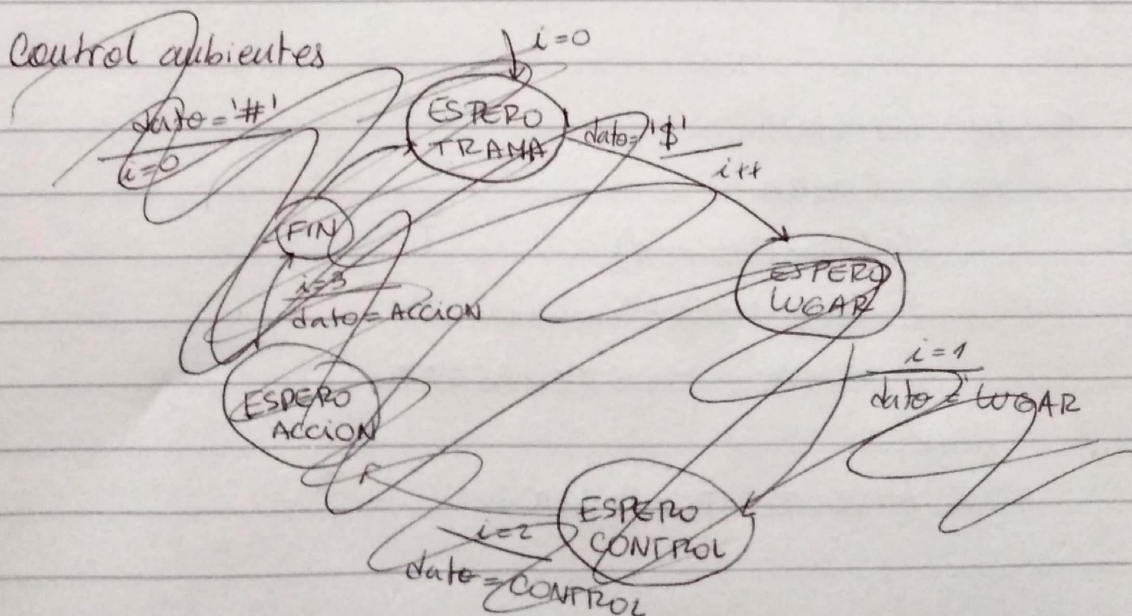 Control ambientes
i=0
ESPERO
TRAMA
dato='#'
i=0
dato='$'
i++
FIN
ESPERO
LUGAR
i=3
dato=ACCION
i=1
dato=LUGAR
ESPERO
ACCION
ESPERO
CONTROL
i=2
dato=CONTROL